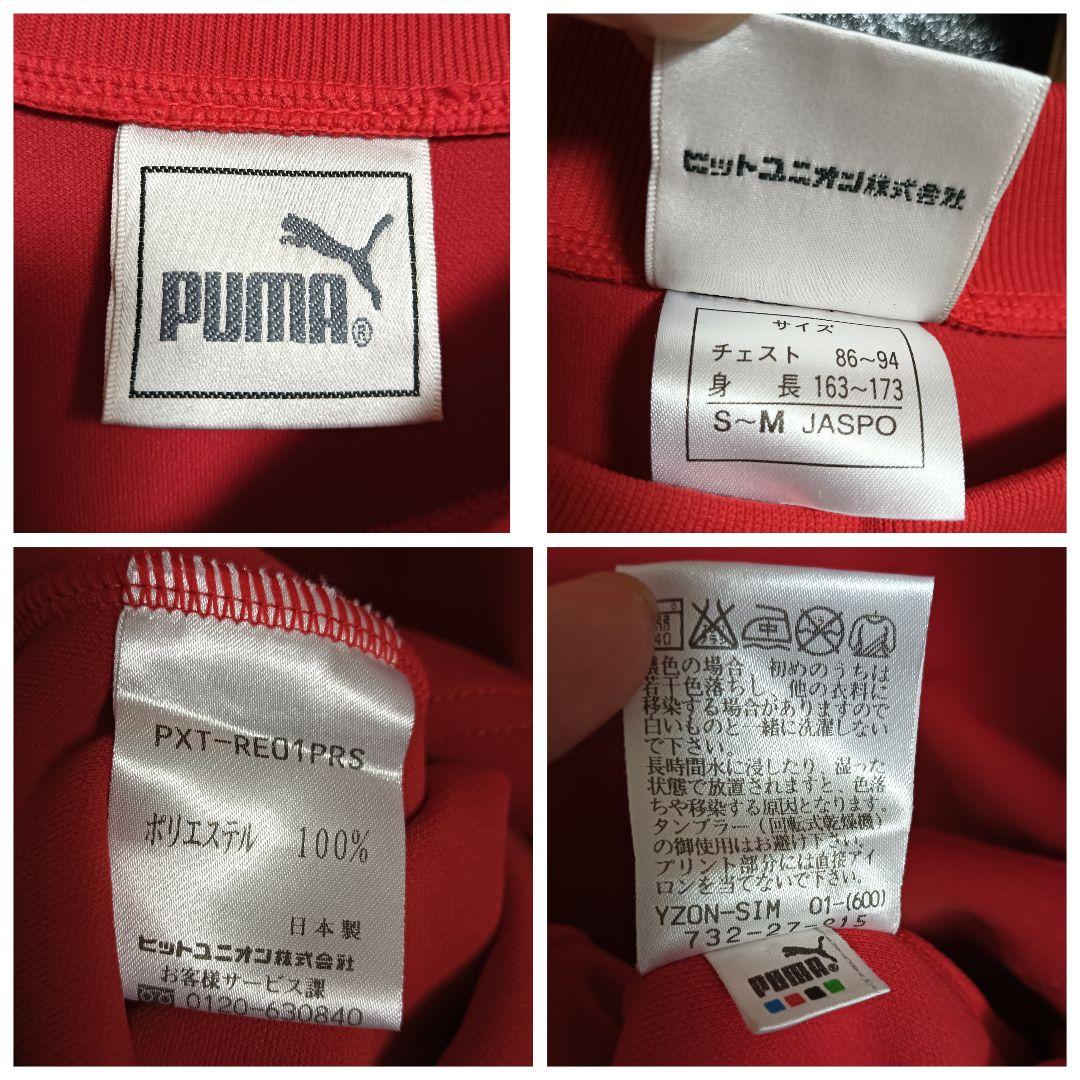 PUMA®
ヒットユニオン株式会社
サイズ
チェスト 86~94
身長 163~173
S~M JASPO
PXT-RE01PRS
ポリエステル 100%
日本製
ヒットユニオン株式会社
お客様サービス課
0120-630840
40
濃色の場合 初めのうちは
若干色落ちし、他の衣料に
移染する場合がありますので
白いものと一緒に洗濯しない
で下さい。
長時間水に浸したり、湿った
状態で放置されますと、色落
ちや移染する原因となります。
タンブラー(回転式乾燥機)
の御使用はお避け下さい。
プリント部分には直接アイ
ロンを当てないで下さい。
YZON-SIM 01-(600)
732-27-215
PUMA